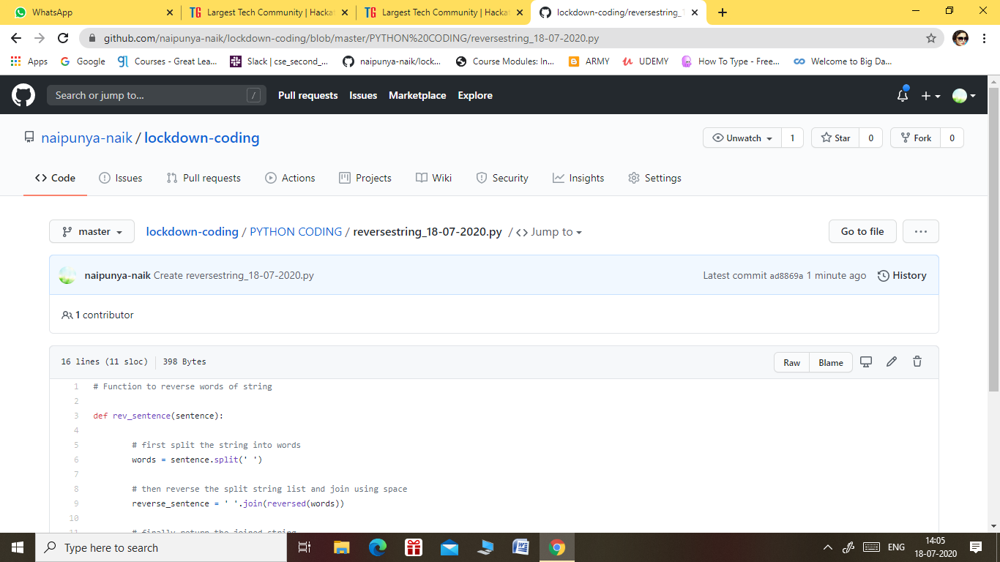 WhatsApp
Largest Tech Community | Hacka
Largest Tech Community | Hacka
lockdown-coding/reversestring_1
github.com/naipunya-naik/lockdown-coding/blob/master/PYTHON%20CODING/reversestring_18-07-2020.py
Apps Google Courses - Great Lea... Slack | cse_second_... naipunya-naik/lock... Course Modules: In... ARMY UDEMY How To Type - Free... Welcome to Big Da...
Search or jump to... / Pull requests Issues Marketplace Explore
naipunya-naik / lockdown-coding Unwatch 1 Star 0 Fork 0
Code Issues Pull requests Actions Projects Wiki Security Insights Settings
master lockdown-coding / PYTHON CODING / reversestring_18-07-2020.py / <> Jump to Go to file ...
naipunya-naik Create reversestring_18-07-2020.py Latest commit ad8869a 1 minute ago History
1 contributor
16 lines (11 sloc) 398 Bytes Raw Blame
1 # Function to reverse words of string
2
3 def rev_sentence(sentence):
4
5 # first split the string into words
6 words = sentence.split(' ')
7
8 # then reverse the split string list and join using space
9 reverse_sentence = ' '.join(reversed(words))
10
11 # finally return the joined string
Type here to search ENG 14:05
18-07-2020